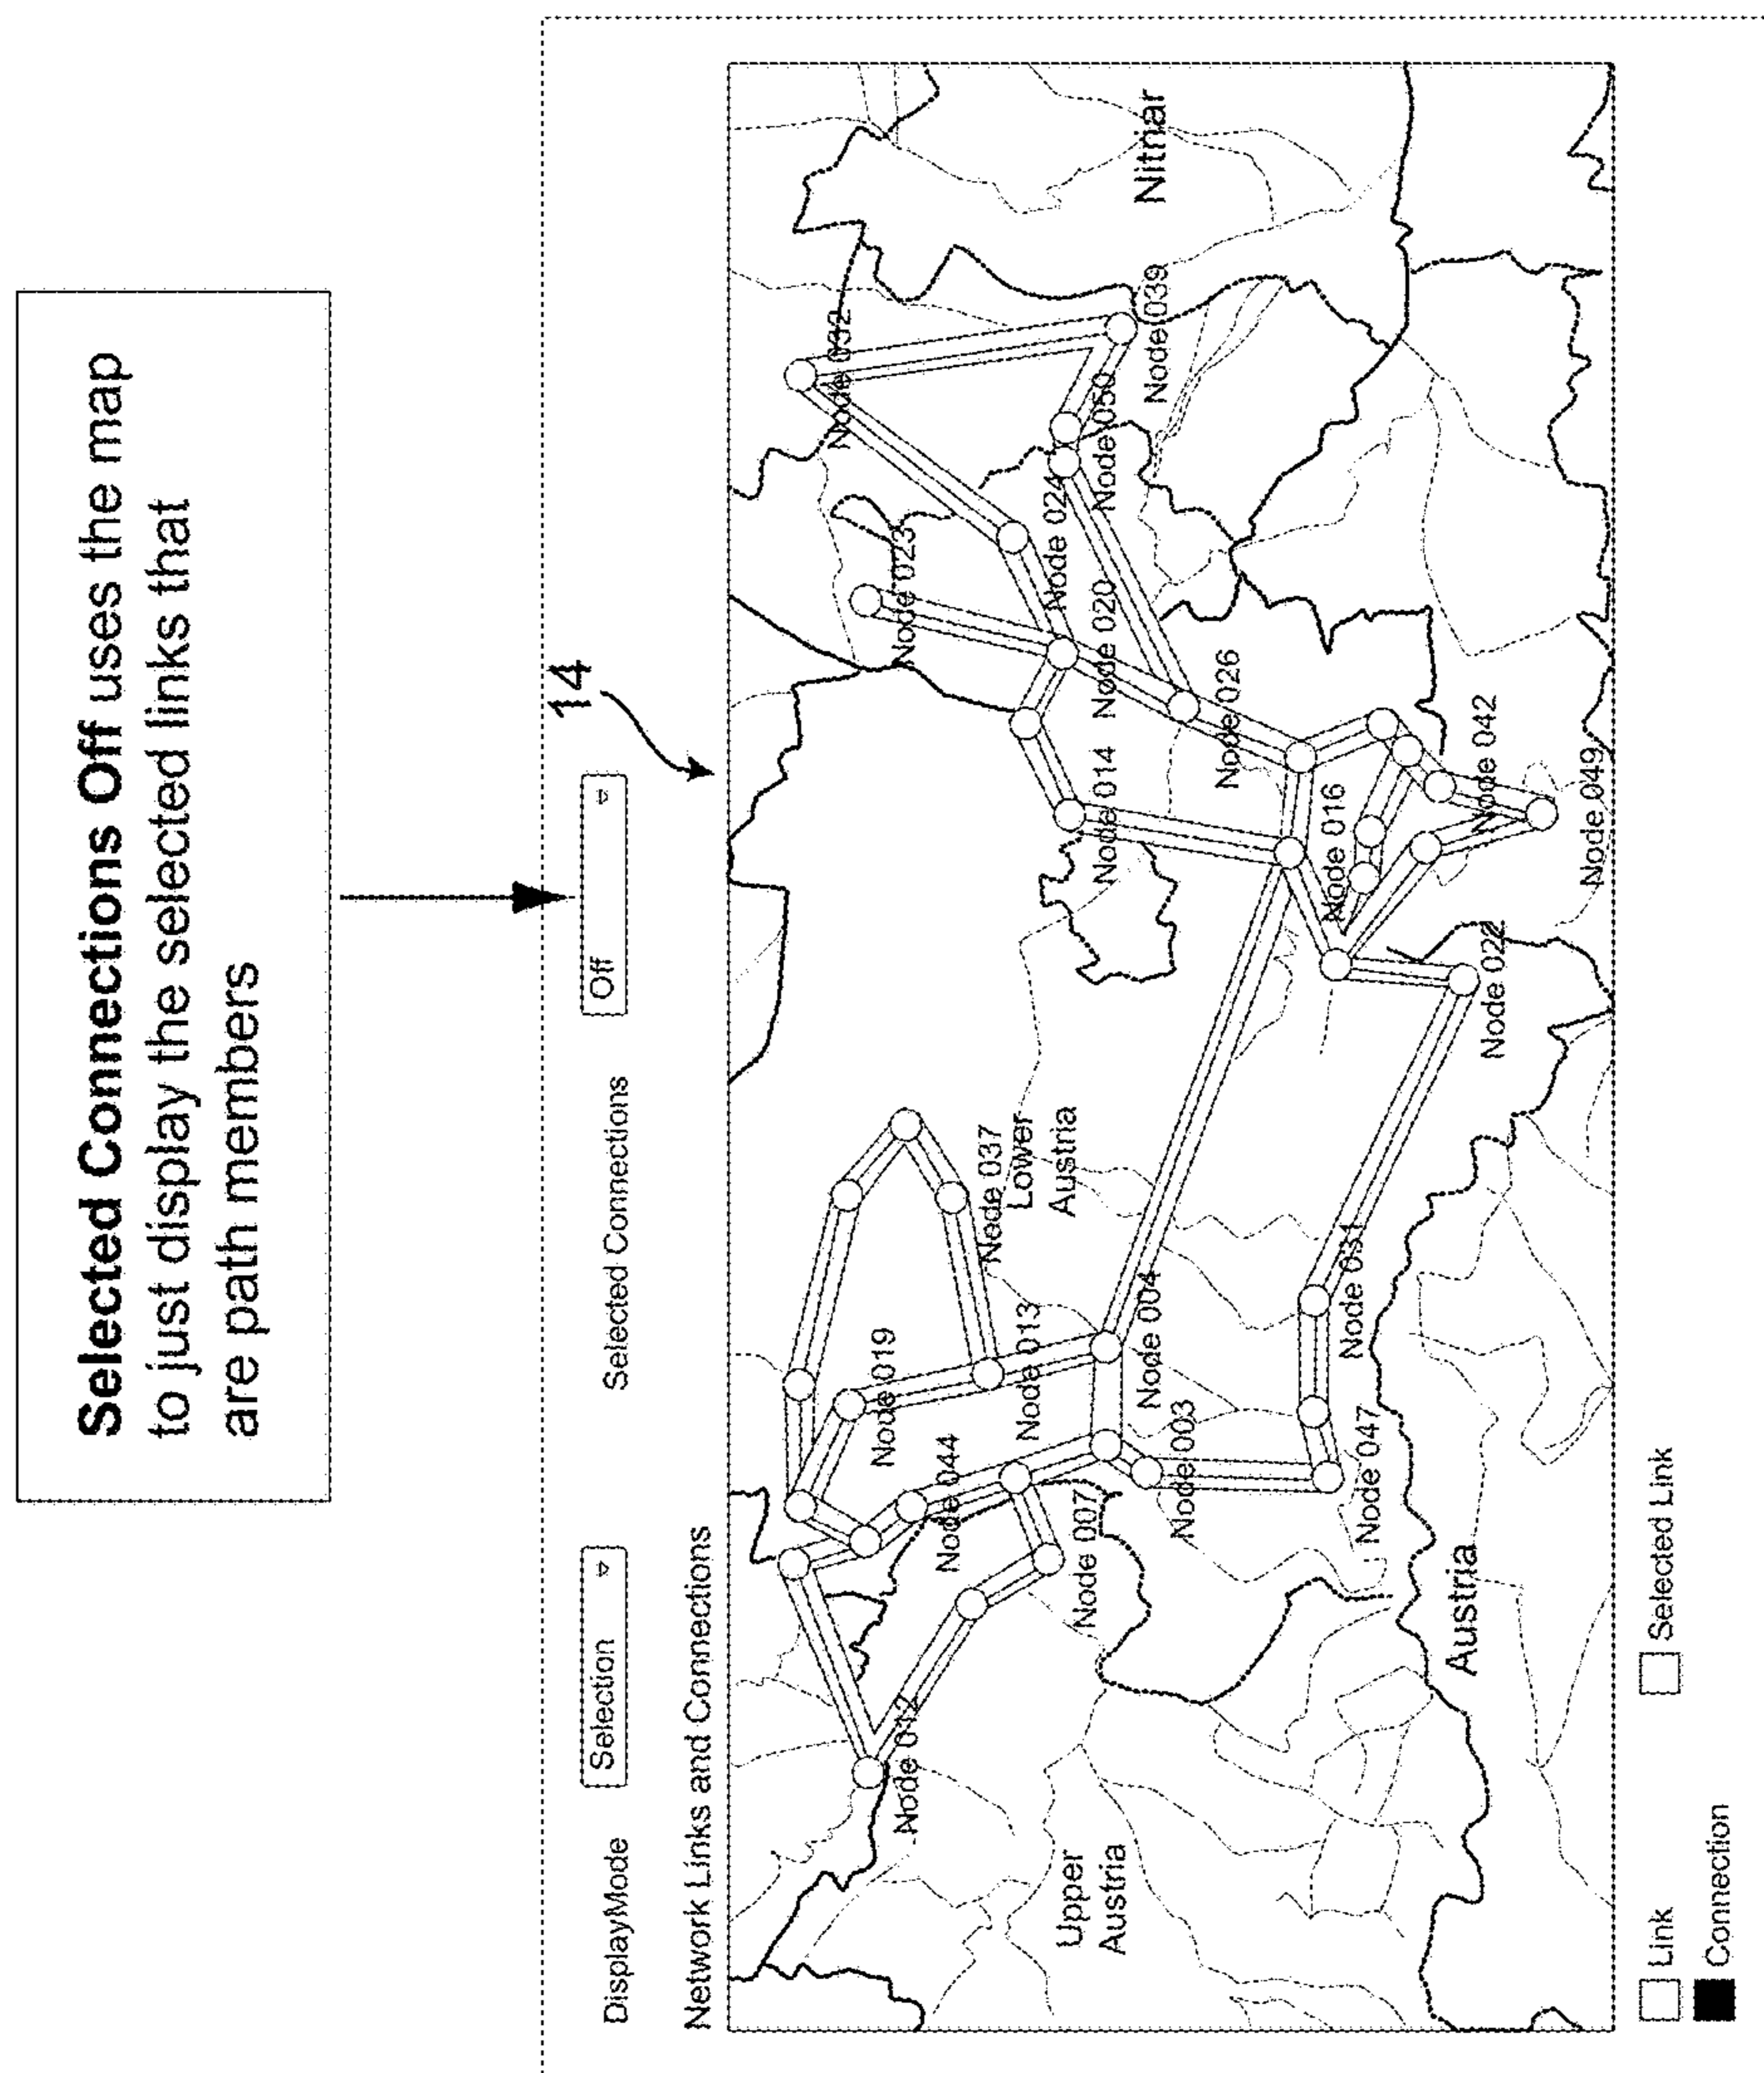 Selected Connections Off uses the map
to just display the selected links that
are path members
DisplayMode
Selection
Selected Connections
Off
14
Network Links and Connections
Node 012
Node 044
Node 019
Node 007
Node 013
Node 037
Lower
Austria
Node 003
Node 004
Node 047
Node 031
Node 022
Node 014
Node 016
Node 020
Node 023
Node 024
Node 026
Node 032
Node 050
Node 039
Node 042
Node 049
Nitriar
Upper
Austria
Austria
Link
Selected Link
Connection